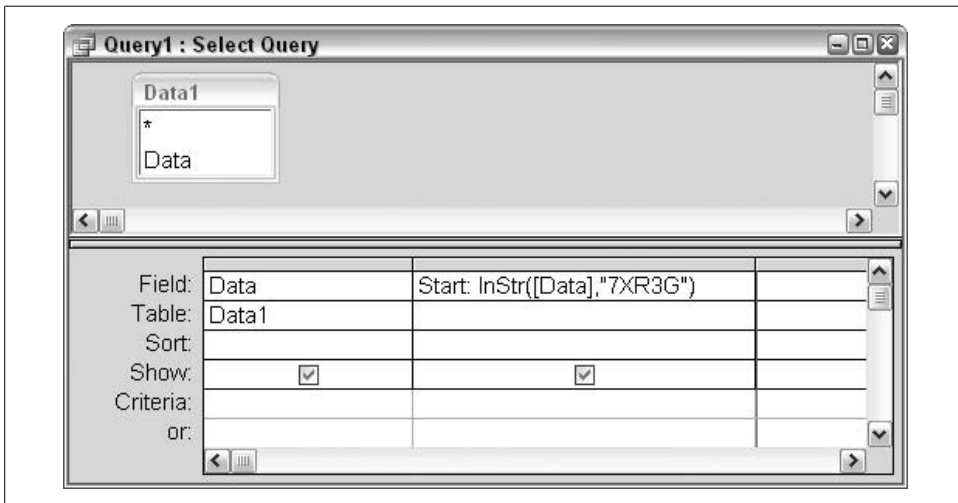 Query1 : Select Query
Data1
*
Data
Field: Data Start: InStr([Data],"7XR3G")
Table: Data1
Sort:
Show:
Criteria:
or: